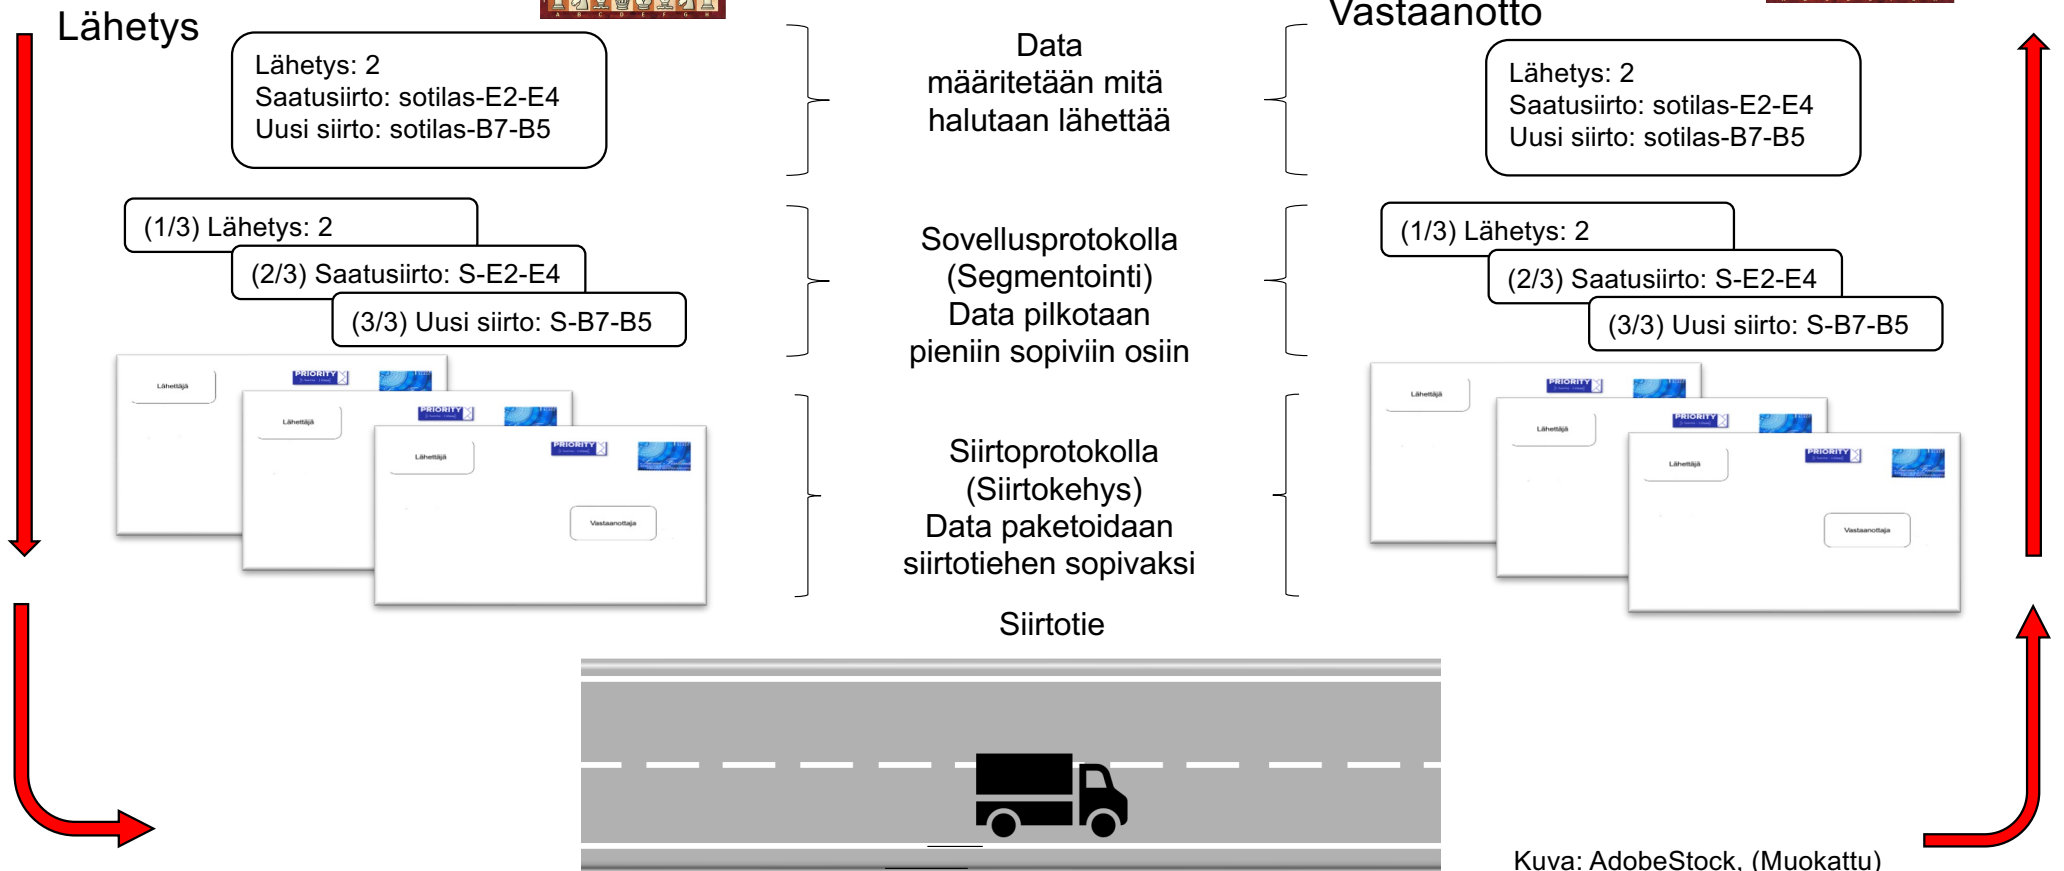 Lähetys
Lähetys: 2
Saatusiirto: sotilas-E2-E4
Uusi siirto: sotilas-B7-B5
(1/3) Lähetys: 2
(2/3) Saatusiirto: S-E2-E4
(3/3) Uusi siirto: S-B7-B5
Lähettäjä
PRIORITY
Lähettäjä
PRIORITY
Lähettäjä
PRIORITY
Vastaanottaja
Data
määritetään mitä
halutaan lähettää
Sovellusprotokolla
(Segmentointi)
Data pilkotaan
pieniin sopiviin osiin
Siirtoprotokolla
(Siirtokehys)
Data paketoidaan
siirtotiehen sopivaksi
Siirtotie
Vastaanotto
Lähetys: 2
Saatusiirto: sotilas-E2-E4
Uusi siirto: sotilas-B7-B5
(1/3) Lähetys: 2
(2/3) Saatusiirto: S-E2-E4
(3/3) Uusi siirto: S-B7-B5
Lähettäjä
PRIORITY
Lähettäjä
PRIORITY
Lähettäjä
PRIORITY
Vastaanottaja
Kuva: AdobeStock, (Muokattu)